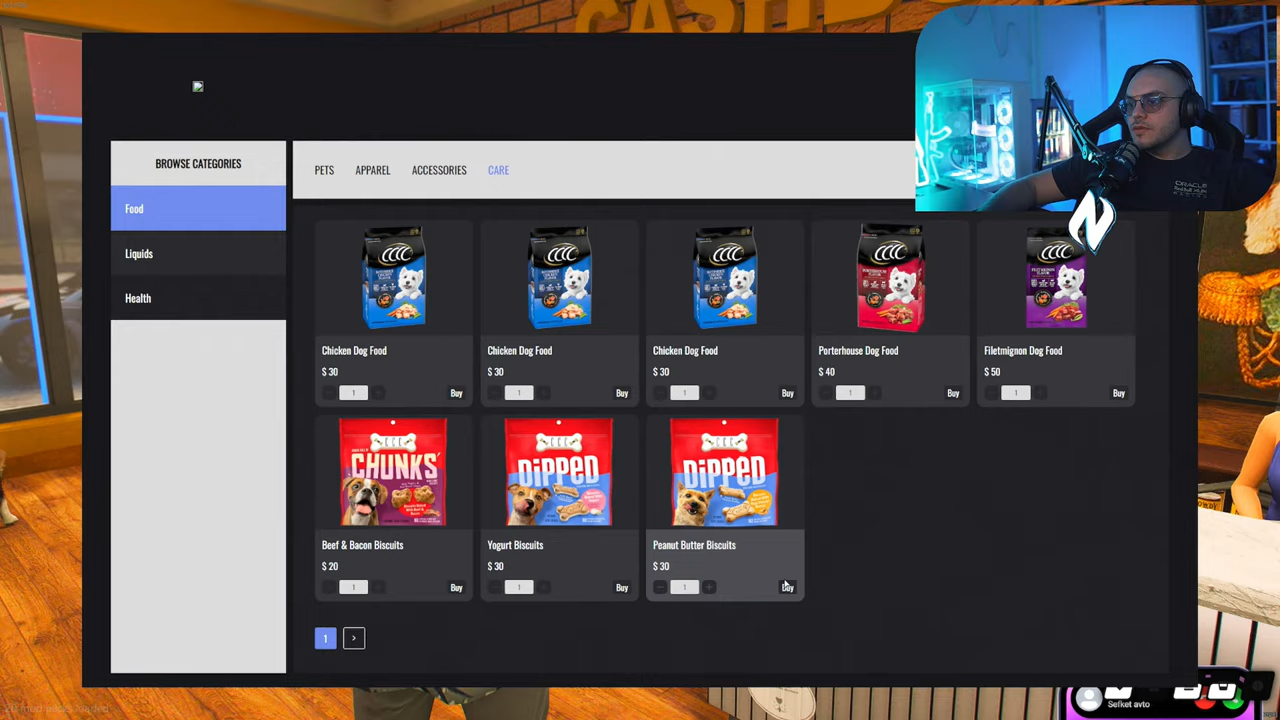 CASH
BROWSE CATEGORIES
Food
Liquids
Health
PETS APPAREL ACCESSORIES CARE
Chicken Dog Food
$ 30
1
Buy
Chicken Dog Food
$ 30
1
Buy
Chicken Dog Food
$ 30
1
Buy
Porterhouse Dog Food
$ 40
1
Buy
Filetmignon Dog Food
$ 50
1
Buy
CHUNKS
Beef & Bacon Biscuits
$ 20
1
Buy
DiPPED
Yogurt Biscuits
$ 30
1
Buy
DiPPED
Peanut Butter Biscuits
$ 30
1
Buy
1 >
ORACLE
Sefket avto